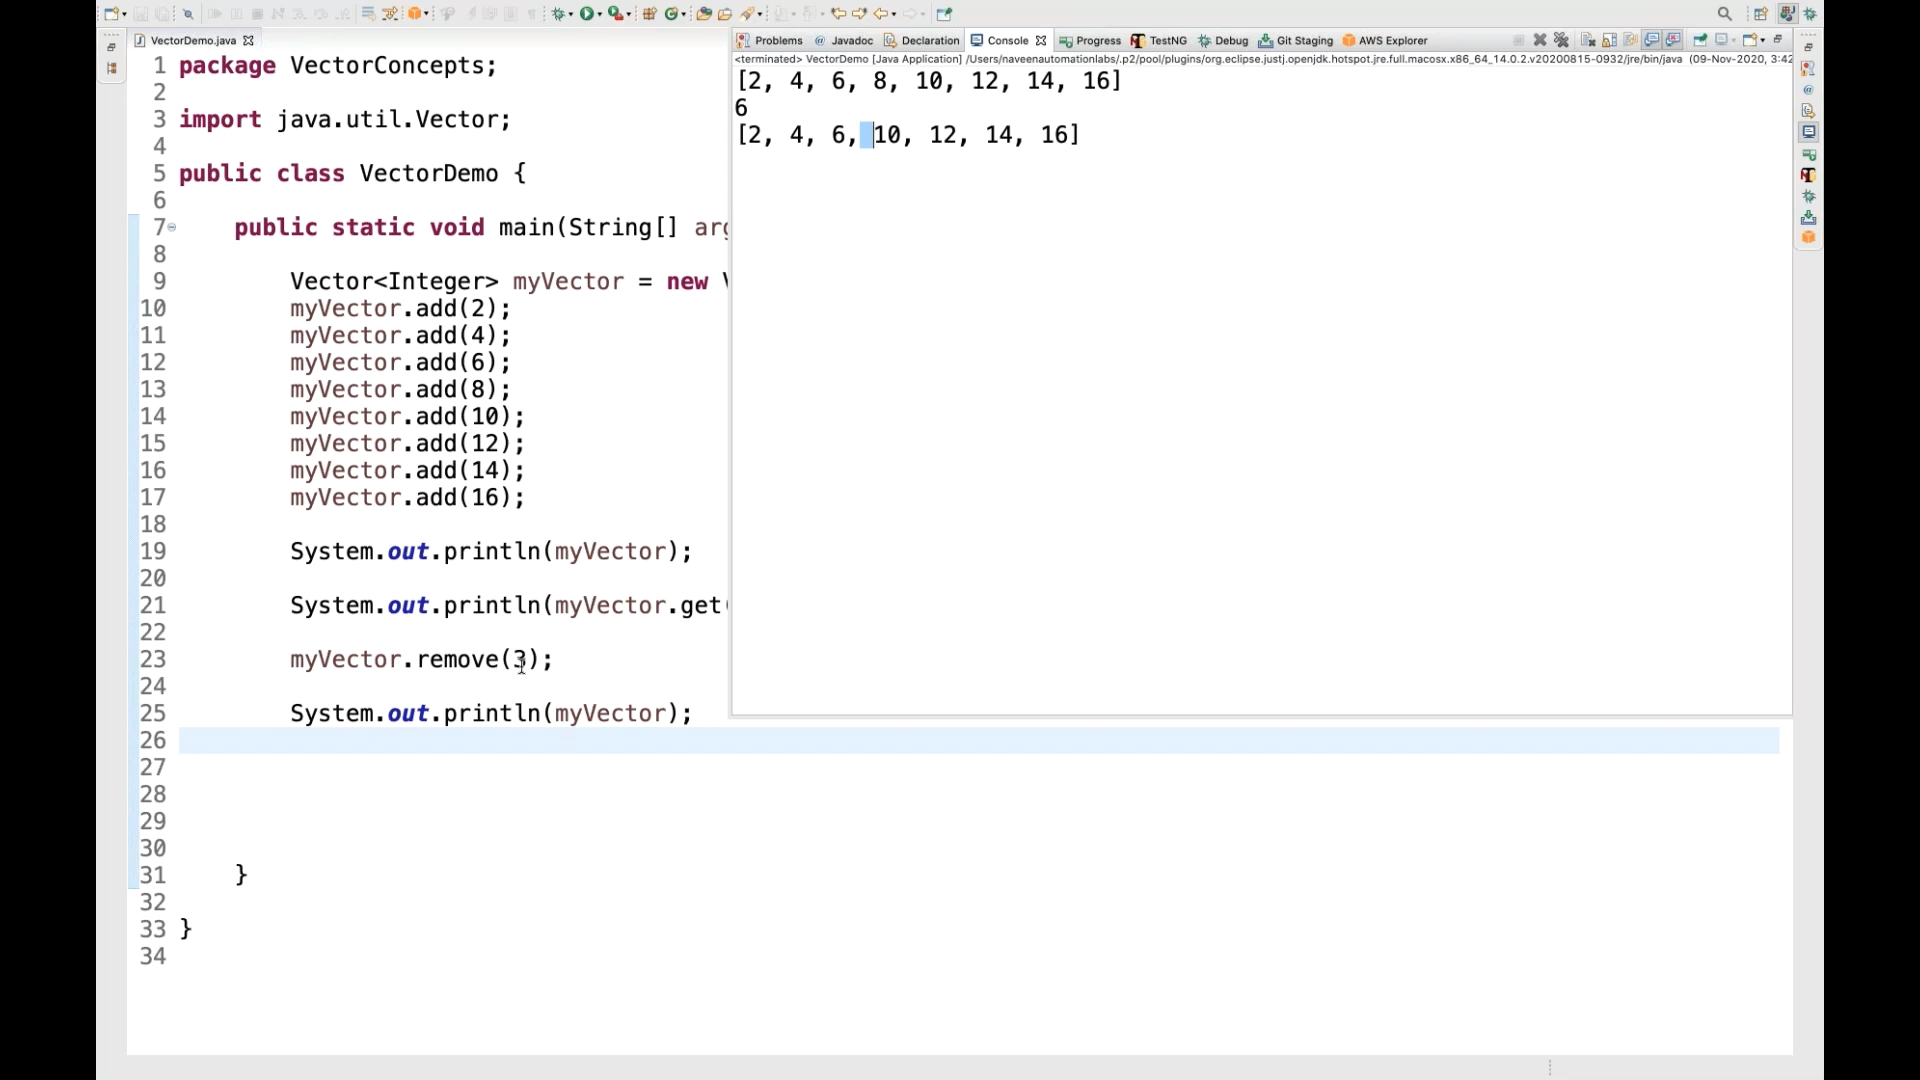 VectorDemo.java
1 package VectorConcepts;
2
3 import java.util.Vector;
4
5 public class VectorDemo {
6
7 public static void main(String[] arg
8
9 Vector<Integer> myVector = new V
10 myVector.add(2);
11 myVector.add(4);
12 myVector.add(6);
13 myVector.add(8);
14 myVector.add(10);
15 myVector.add(12);
16 myVector.add(14);
17 myVector.add(16);
18
19 System.out.println(myVector);
20
21 System.out.println(myVector.get(
22
23 myVector.remove(3);
24
25 System.out.println(myVector);
26
27
28
29
30
31 }
32
33 }
34
Problems @ Javadoc Declaration Console Progress TestNG Debug Git Staging AWS Explorer
<terminated> VectorDemo [Java Application] /Users/naveenautomationlabs/.p2/pool/plugins/org.eclipse.justj.openjdk.hotspot.jre.full.macosx.x86_64_14.0.2.v20200815-0932/jre/bin/java (09-Nov-2020, 3:42
[2, 4, 6, 8, 10, 12, 14, 16]
6
[2, 4, 6, 10, 12, 14, 16]